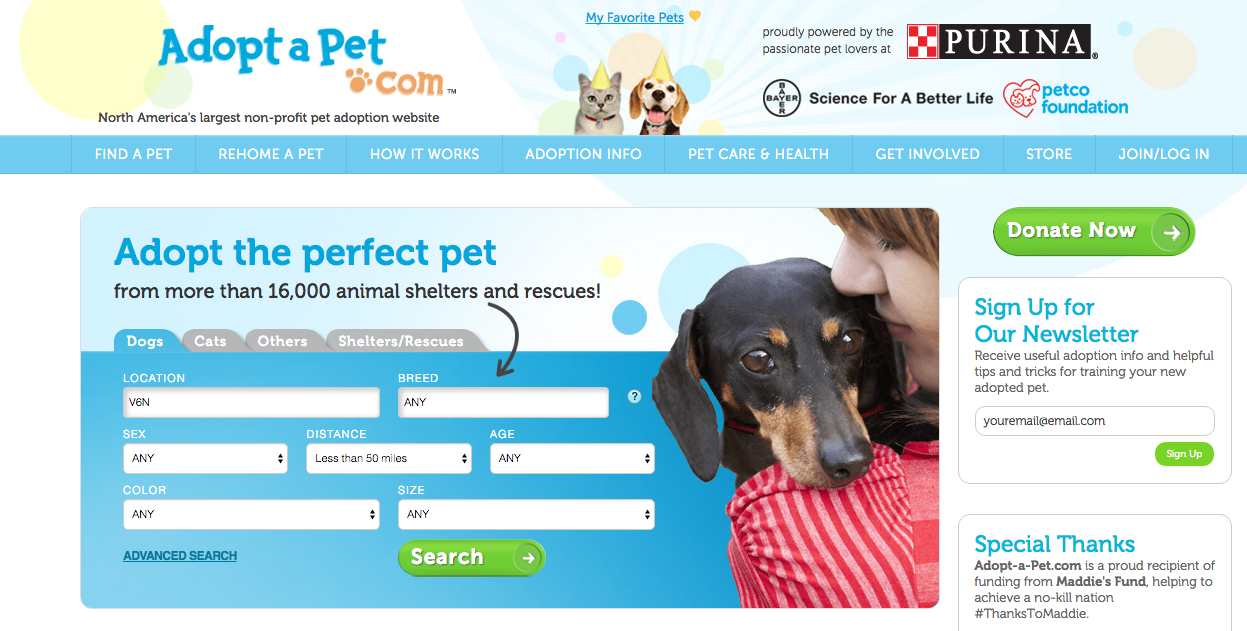 My Favorite Pets
Adopt a Pet
.com™
North America's largest non-profit pet adoption website
proudly powered by the
passionate pet lovers at
PURINA®
BAYER
BAYER
Science For A Better Life
petco
foundation
FIND A PET
REHOME A PET
HOW IT WORKS
ADOPTION INFO
PET CARE & HEALTH
GET INVOLVED
STORE
JOIN/LOG IN
Adopt the perfect pet
from more than 16,000 animal shelters and rescues!
Dogs
Cats
Others
Shelters/Rescues
LOCATION
V6N
BREED
ANY
?
SEX
ANY
DISTANCE
Less than 50 miles
AGE
ANY
COLOR
ANY
SIZE
ANY
ADVANCED SEARCH
Search
Donate Now
Sign Up for
Our Newsletter
Receive useful adoption info and helpful
tips and tricks for training your new
adopted pet.
youremail@email.com
Sign Up
Special Thanks
Adopt-a-Pet.com is a proud recipient of
funding from Maddie's Fund, helping to
achieve a no-kill nation
#ThanksToMaddie.